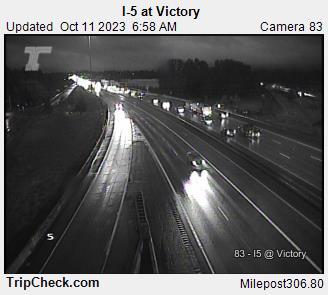 I-5 at Victory
Updated Oct 11 2023 6:58 AM Camera 83
T
S
83 - I5 @ Victory
TripCheck.com Milepost306.80